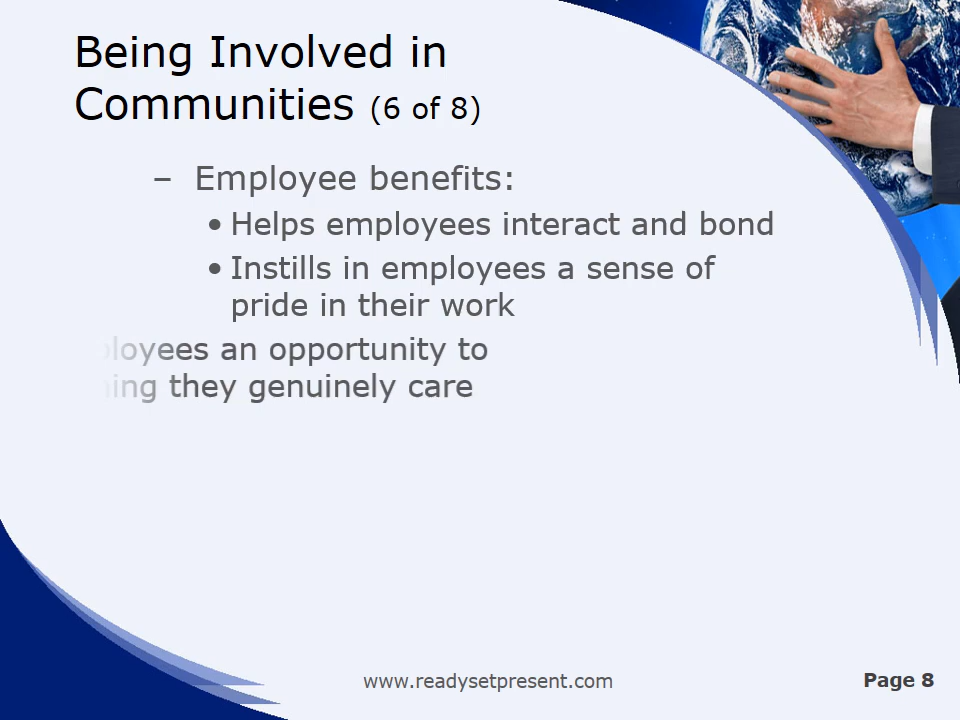 Being Involved in
Communities (6 of 8)
– Employee benefits:
• Helps employees interact and bond
• Instills in employees a sense of
pride in their work
an opportunity to
they genuinely care
www.readysetpresent.com
Page 8